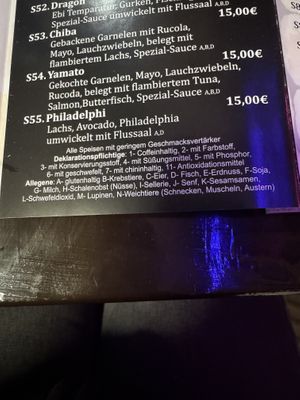 S52. Dragon
Ebi Tempura, Gurken,
Spezial-Sauce umwickelt mit Flussaal A,B,D
15,00€
S53. Chiba
Gebackene Garnelen mit Rucola,
Mayo, Lauchzwiebeln, belegt mit
flambiertem Lachs, Spezial-Sauce A,B,D
15,00€
S54. Yamato
Gekochte Garnelen, Mayo, Lauchzwiebeln,
Rucoda, belegt mit flambiertem Tuna,
Salmon,Butterfisch, Spezial-Sauce A,B,D
15,00€
S55. Philadelphi
Lachs, Avocado, Philadelphia
umwickelt mit Flussaal A,D
15,00€
Alle Speisen mit geringem Geschmacksvertärker
Deklarationspflichtige: 1- Coffeinhaltig, 2- mit Farbstoff,
3- mit Konservierungsstoff, 4- mit Süßungsmittel, 5- mit Phosphor,
6- mit geschwefelt, 7- mit chininhaltig, 11- Antioxidationsmittel
Allegene: A- glutenhaltig B-Krebstiere, C-Eier, D- Fisch, E-Erdnuss, F-Soja,
G- Milch, H-Schalenobst (Nüsse), I-Sellerie, J- Senf, K-Sesamsamen,
L-Schwefeldioxid, M- Lupinen, N-Weichtiere (Schnecken, Muscheln, Austern)